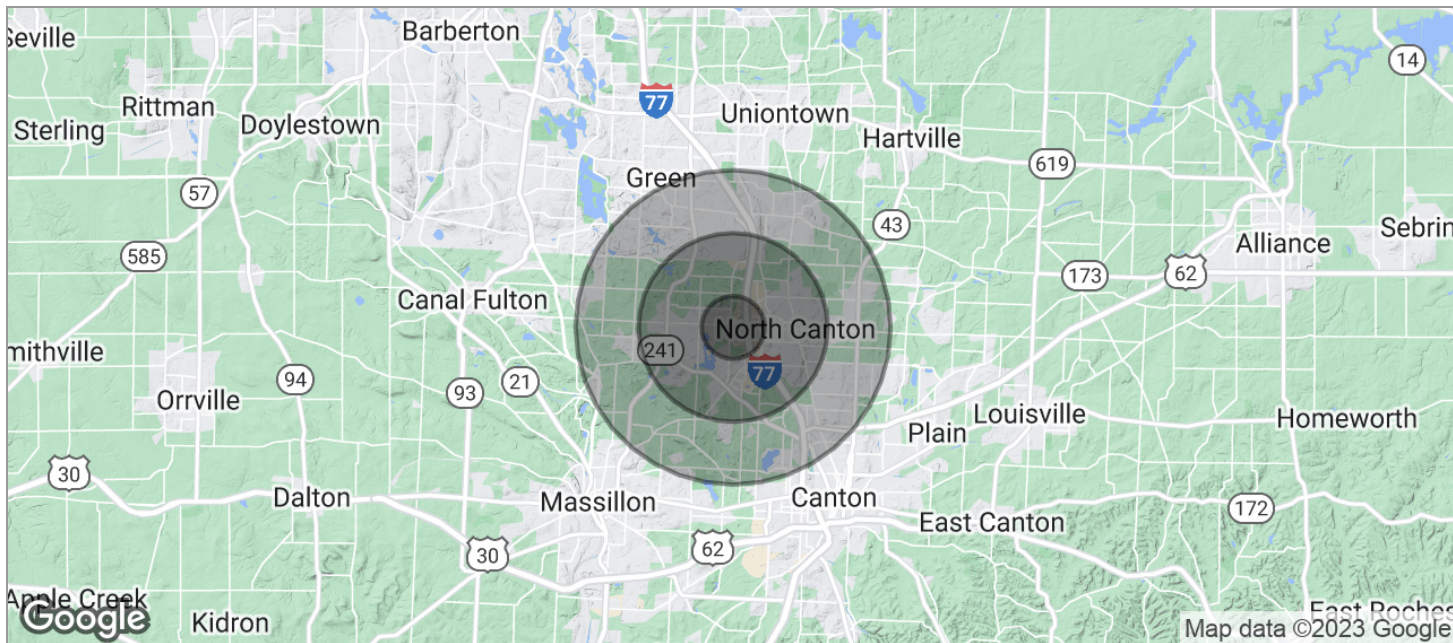 Seville
Barberton
14
Rittman
77
Uniontown
Sterling
Doylestown
Hartville
619
57
Green
43
585
Alliance
Sebrin
173
62
Canal Fulton
North Canton
241
mithville
77
94
21
93
Orrville
Louisville
Homeworth
Plain
30
Dalton
Massillon
Canton
172
East Canton
30
62
Apple Creek
Google
Kidron
East Roches
Map data ©2023 Google